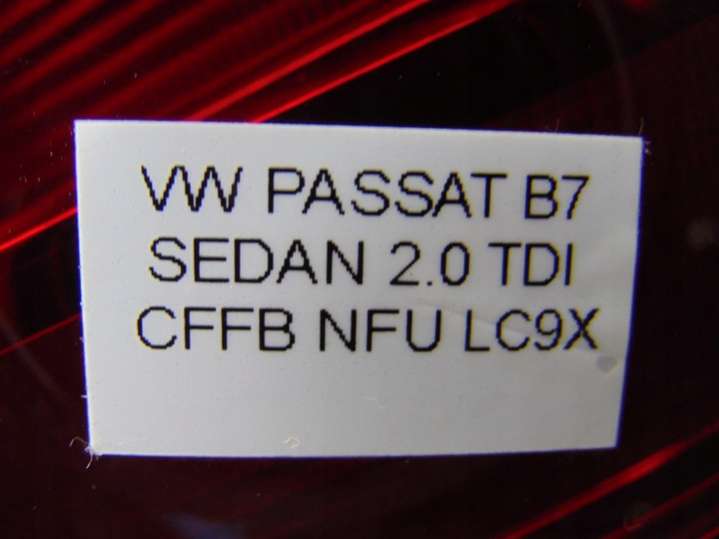 VW PASSAT B7
SEDAN 2.0 TDI
CFFB NFU LC9X